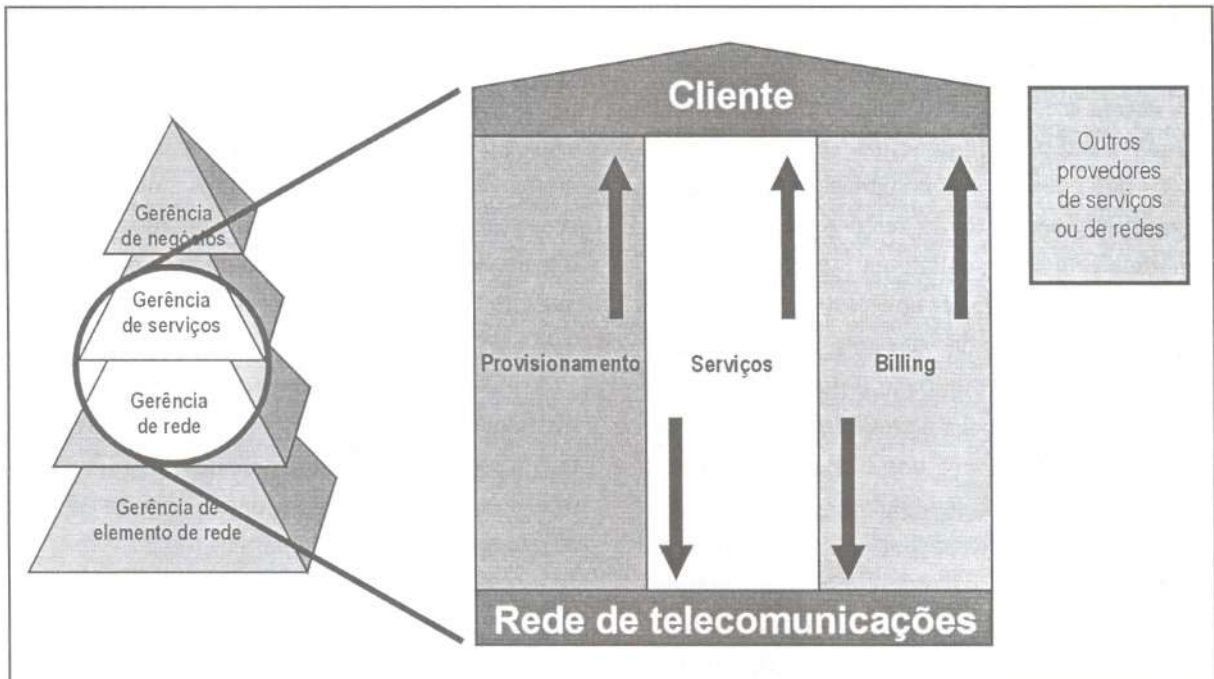 Gerência
de negócios
Gerência
de serviços
Gerência
de rede
Gerência de
elemento de rede
Cliente
Provisionamento
Serviços
Billing
Rede de telecomunicações
Outros
provedores
de serviços
ou de redes